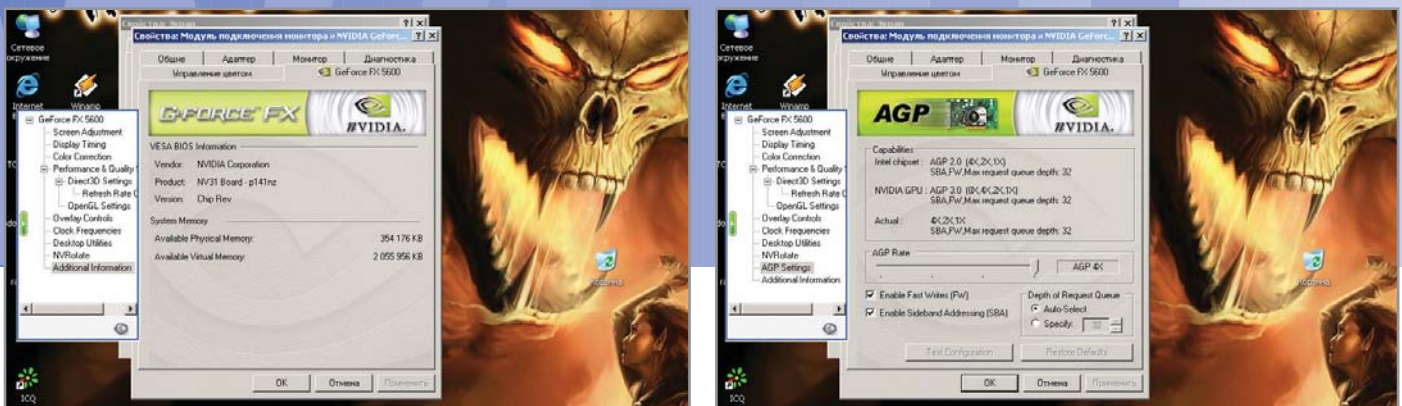 Сетевое
окружение
Internet
Winamp
ICQ
Свойства: Экран
Свойства: Модуль подключения монитора и NVIDIA GeForc...
Общие
Адаптер
Монитор
Диагностика
Управление цветом
GeForce FX 5600
GEFORCE FX
NVIDIA.
VESA BIOS Information
Vendor: NVIDIA Corporation
Product: NV31 Board - p141nz
Version: Chip Rev
System Memory
Available Physical Memory: 354 176 KB
Available Virtual Memory: 2 055 956 KB
GeForce FX 5600
Screen Adjustment
Display Timing
Color Correction
Performance & Quality
Direct3D Settings
Refresh Rate
OpenGL Settings
Overlay Controls
Clock Frequencies
Desktop Utilities
NVRotate
Additional Information
OK
Отмена
Применить
Корзина
Сетевое
окружение
Internet
Winamp
ICQ
Свойства: Экран
Свойства: Модуль подключения монитора и NVIDIA GeForc...
Общие
Адаптер
Монитор
Диагностика
Управление цветом
GeForce FX 5600
AGP
NVIDIA.
Capabilities
Intel chipset : AGP 2.0 (4X,2X,1X)
SBA,FW,Max request queue depth: 32
NVIDIA GPU : AGP 3.0 (8X,4X,2X,1X)
SBA,FW,Max request queue depth: 32
Actual : 4X,2X,1X
SBA,FW,Max request queue depth: 32
AGP Rate
AGP 4X
Enable Fast Writes (FW)
Enable Sideband Addressing (SBA)
Depth of Request Queue
Auto-Select
Specify: 32
Test Configuration
Restore Defaults
GeForce FX 5600
Screen Adjustment
Display Timing
Color Correction
Performance & Quality
Direct3D Settings
Refresh Rate
OpenGL Settings
Overlay Controls
Clock Frequencies
Desktop Utilities
NVRotate
AGP Settings
Additional Information
OK
Отмена
Применить
Корзина